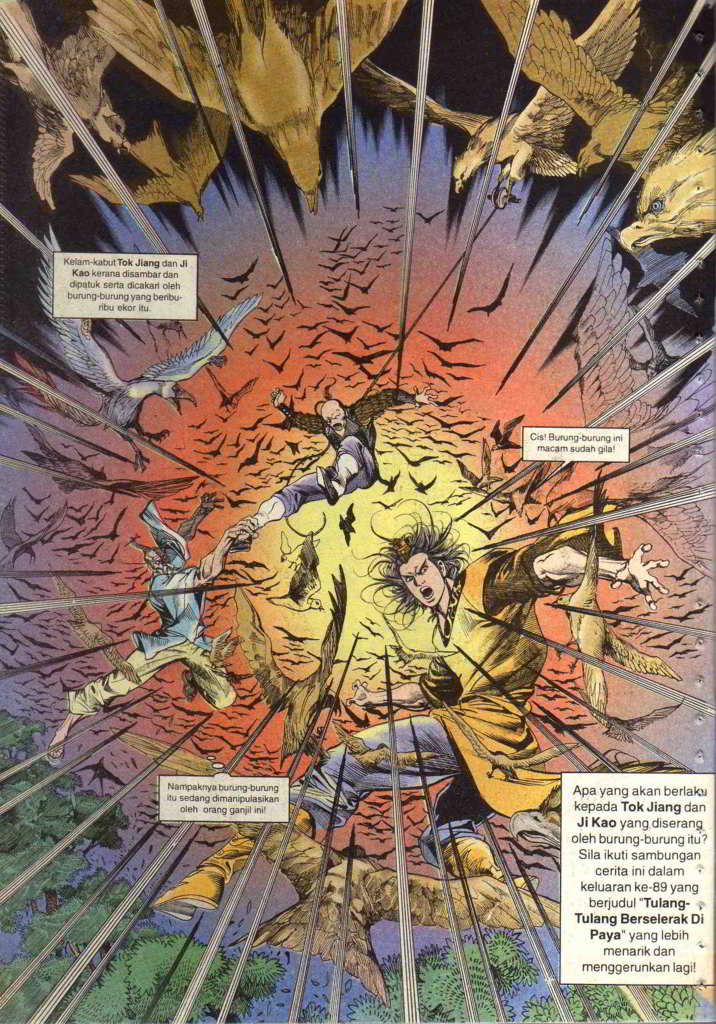 Kelam-kabut Tok Jiang dan Ji
Kao kerana disambar dan
dipatuk serta dicakari oleh
burung-burung yang beribu-
ribu ekor itu.
Cis! Burung-burung ini
macam sudah gila!
Nampaknya burung-burung
itu sedang dimanipulasikan
oleh orang ganjil ini!
Apa yang akan berlaku
kepada Tok Jiang dan
Ji Kao yang diserang
oleh burung-burung itu?
Sila ikuti sambungan
cerita ini dalam
keluaran ke-89 yang
berjudul "Tulang-
Tulang Berselerak Di
Paya" yang lebih
menarik dan
menggerunkan lagi!